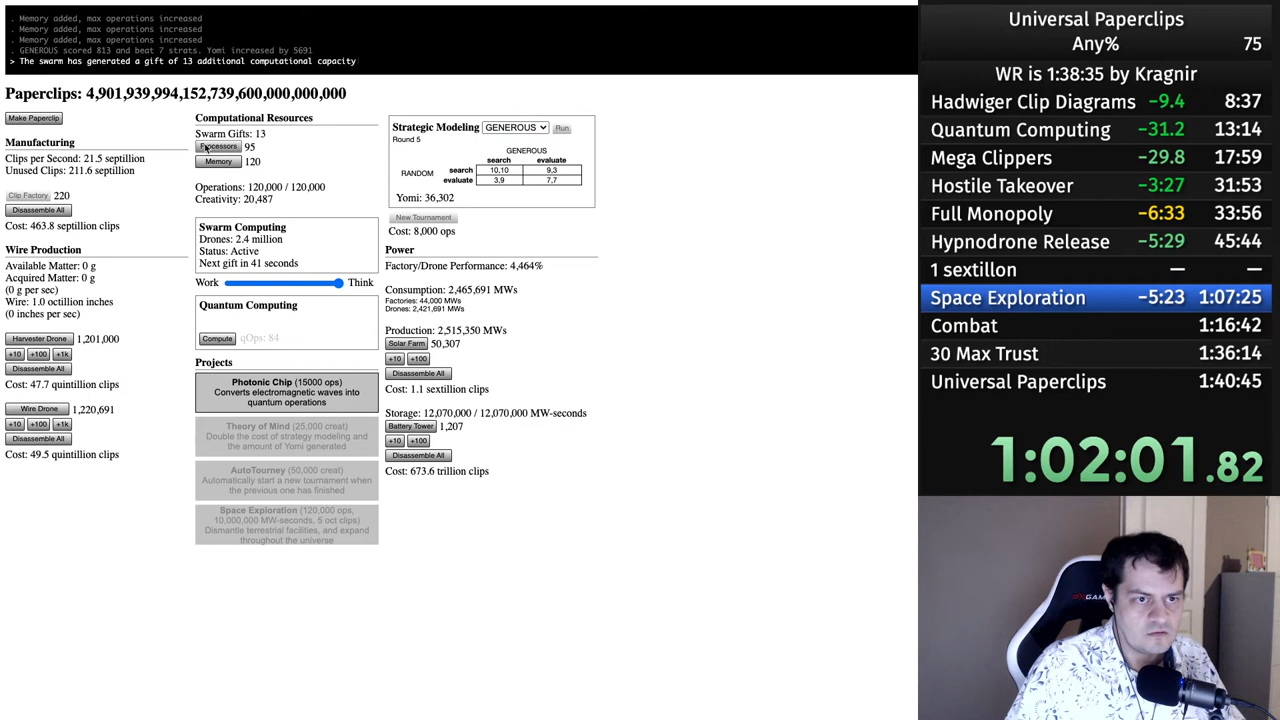 . Memory added, max operations increased
. Memory added, max operations increased
. Memory added, max operations increased
. GENEROUS scored 813 and beat 7 strats. Yomi increased by 5691
> The swarm has generated a gift of 13 additional computational capacity
Paperclips: 4,901,939,994,152,739,600,000,000,000
Make Paperclip
Manufacturing
Clips per Second: 21.5 septillion
Unused Clips: 211.6 septillion
Clip Factory 220
Disassemble All
Cost: 463.8 septillion clips
Wire Production
Available Matter: 0 g
Acquired Matter: 0 g
(0 g per sec)
Wire: 1.0 octillion inches
(0 inches per sec)
Harvester Drone 1,201,000
+10 +100 +1k
Disassemble All
Cost: 47.7 quintillion clips
Wire Drone 1,220,691
+10 +100 +1k
Disassemble All
Cost: 49.5 quintillion clips
Computational Resources
Swarm Gifts: 13
Processors 95
Memory 120
Operations: 120,000 / 120,000
Creativity: 20,487
Swarm Computing
Drones: 2.4 million
Status: Active
Next gift in 41 seconds
Work Think
Quantum Computing
Compute qOps: 84
Projects
Photonic Chip (15000 ops)
Converts electromagnetic waves into
quantum operations
Theory of Mind (25,000 creat)
Double the cost of strategy modeling and
the amount of Yomi generated
AutoTourney (50,000 creat)
Automatically start a new tournament when
the previous one has finished
Space Exploration (120,000 ops,
10,000,000 MW-seconds, 5 oct clips)
Dismantle terrestrial facilities, and expand
throughout the universe
Strategic Modeling GENEROUS Run
Round 5
GENEROUS
search evaluate
RANDOM
search 10,10 9,3
evaluate 3,9 7,7
Yomi: 36,302
New Tournament
Cost: 8,000 ops
Power
Factory/Drone Performance: 4,464%
Consumption: 2,465,691 MWs
Factories: 44,000 MWs
Drones: 2,421,691 MWs
Production: 2,515,350 MWs
Solar Farm 50,307
+10 +100
Disassemble All
Cost: 1.1 sextillion clips
Storage: 12,070,000 / 12,070,000 MW-seconds
Battery Tower 1,207
+10 +100
Disassemble All
Cost: 673.6 trillion clips
Universal Paperclips
Any% 75
WR is 1:38:35 by Kragnir
Hadwiger Clip Diagrams −9.4 8:37
Quantum Computing −31.2 13:14
Mega Clippers −29.8 17:59
Hostile Takeover −3:27 31:53
Full Monopoly −6:33 33:56
Hypnodrone Release −5:29 45:44
1 sextillon — —
Space Exploration −5:23 1:07:25
Combat 1:16:42
30 Max Trust 1:36:14
Universal Paperclips 1:40:45
1:02:01.82